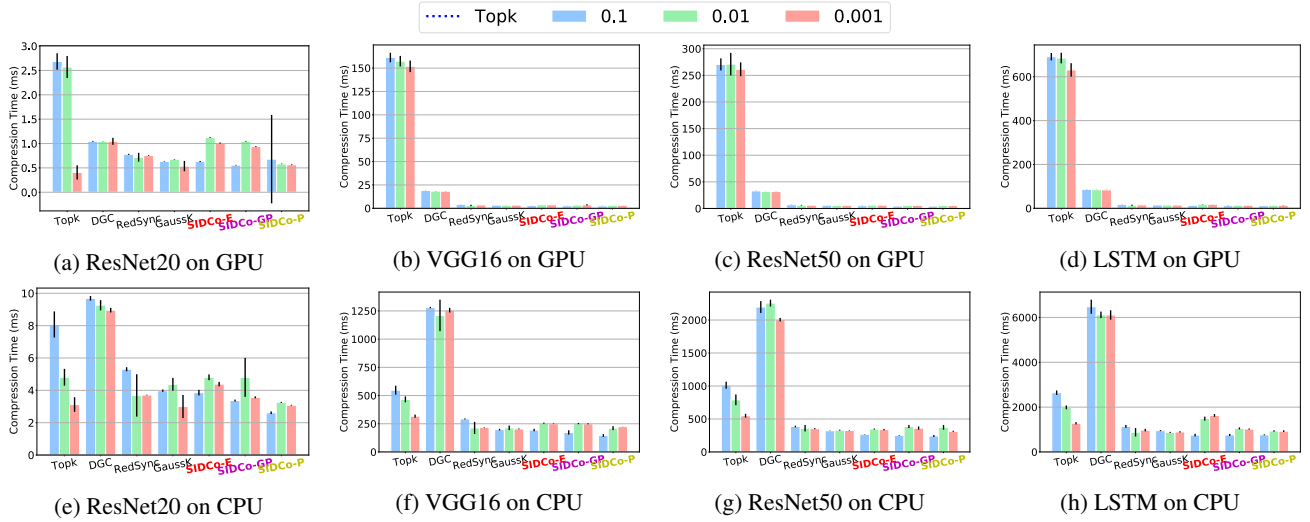 Topk 0.1 0.01 0.001
Compression Time (ms)
3.0
2.5
2.0
1.5
1.0
0.5
0.0
Topk DGC RedSync GaussK SIDCo-E SIDCo-GP SIDCo-P
(a) ResNet20 on GPU
Compression Time (ms)
150
125
100
75
50
25
0
Topk DGC RedSync GaussK SIDCo-E SIDCo-GP SIDCo-P
(b) VGG16 on GPU
Compression Time (ms)
300
250
200
150
100
50
0
Topk DGC RedSync GaussK SIDCo-E SIDCo-GP SIDCo-P
(c) ResNet50 on GPU
Compression Time (ms)
600
400
200
0
Topk DGC RedSync GaussK SIDCo-E SIDCo-GP SIDCo-P
(d) LSTM on GPU
Compression Time (ms)
10
8
6
4
2
0
Topk DGC RedSync GaussK SIDCo-E SIDCo-GP SIDCo-P
(e) ResNet20 on CPU
Compression Time (ms)
1250
1000
750
500
250
0
Topk DGC RedSync GaussK SIDCo-E SIDCo-GP SIDCo-P
(f) VGG16 on CPU
Compression Time (ms)
2000
1500
1000
500
0
Topk DGC RedSync GaussK SIDCo-E SIDCo-GP SIDCo-P
(g) ResNet50 on CPU
Compression Time (ms)
6000
4000
2000
0
Topk DGC RedSync GaussK SIDCo-E SIDCo-GP SIDCo-P
(h) LSTM on CPU